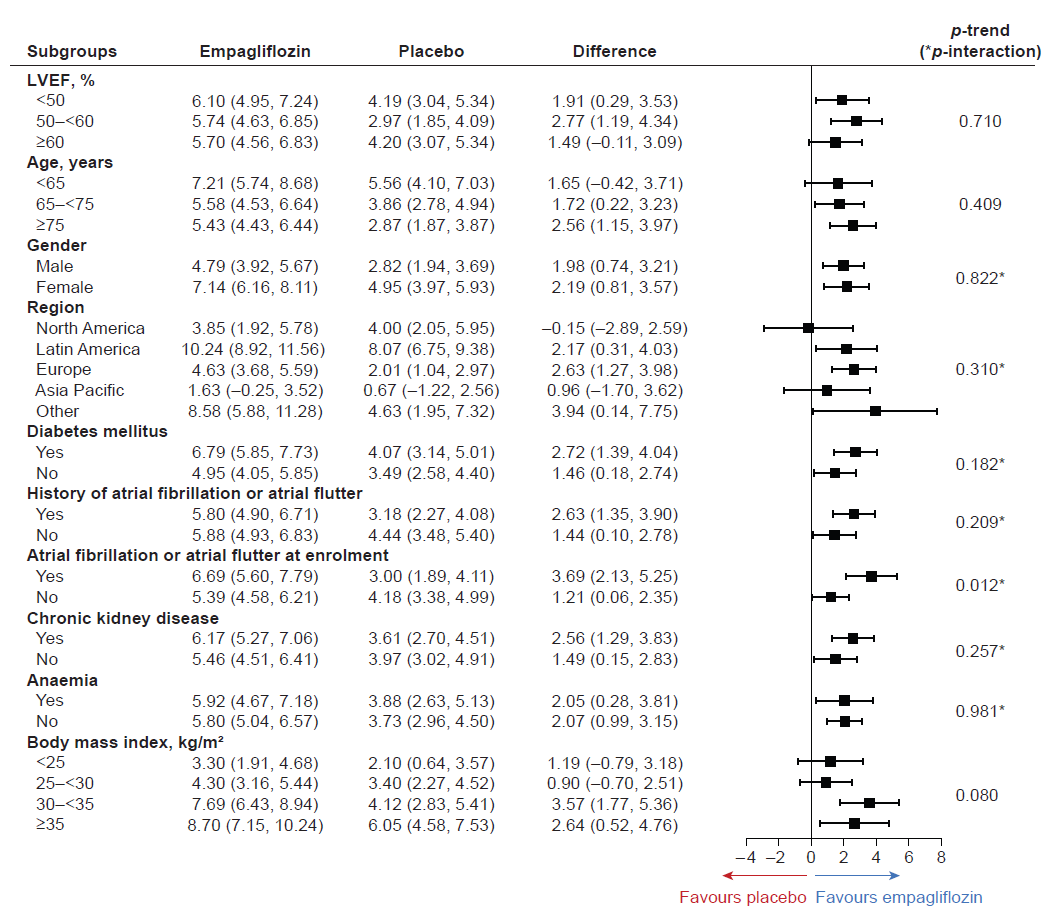 p-trend
Subgroups Empagliflozin Placebo Difference (*p-interaction)
LVEF, %
<50 6.10 (4.95, 7.24) 4.19 (3.04, 5.34) 1.91 (0.29, 3.53)
50–<60 5.74 (4.63, 6.85) 2.97 (1.85, 4.09) 2.77 (1.19, 4.34) 0.710
≥60 5.70 (4.56, 6.83) 4.20 (3.07, 5.34) 1.49 (–0.11, 3.09)
Age, years
<65 7.21 (5.74, 8.68) 5.56 (4.10, 7.03) 1.65 (–0.42, 3.71)
65–<75 5.58 (4.53, 6.64) 3.86 (2.78, 4.94) 1.72 (0.22, 3.23) 0.409
≥75 5.43 (4.43, 6.44) 2.87 (1.87, 3.87) 2.56 (1.15, 3.97)
Gender
Male 4.79 (3.92, 5.67) 2.82 (1.94, 3.69) 1.98 (0.74, 3.21)
0.822*
Female 7.14 (6.16, 8.11) 4.95 (3.97, 5.93) 2.19 (0.81, 3.57)
Region
North America 3.85 (1.92, 5.78) 4.00 (2.05, 5.95) –0.15 (–2.89, 2.59)
Latin America 10.24 (8.92, 11.56) 8.07 (6.75, 9.38) 2.17 (0.31, 4.03)
Europe 4.63 (3.68, 5.59) 2.01 (1.04, 2.97) 2.63 (1.27, 3.98) 0.310*
Asia Pacific 1.63 (–0.25, 3.52) 0.67 (–1.22, 2.56) 0.96 (–1.70, 3.62)
Other 8.58 (5.88, 11.28) 4.63 (1.95, 7.32) 3.94 (0.14, 7.75)
Diabetes mellitus
Yes 6.79 (5.85, 7.73) 4.07 (3.14, 5.01) 2.72 (1.39, 4.04)
0.182*
No 4.95 (4.05, 5.85) 3.49 (2.58, 4.40) 1.46 (0.18, 2.74)
History of atrial fibrillation or atrial flutter
Yes 5.80 (4.90, 6.71) 3.18 (2.27, 4.08) 2.63 (1.35, 3.90)
0.209*
No 5.88 (4.93, 6.83) 4.44 (3.48, 5.40) 1.44 (0.10, 2.78)
Atrial fibrillation or atrial flutter at enrolment
Yes 6.69 (5.60, 7.79) 3.00 (1.89, 4.11) 3.69 (2.13, 5.25)
0.012*
No 5.39 (4.58, 6.21) 4.18 (3.38, 4.99) 1.21 (0.06, 2.35)
Chronic kidney disease
Yes 6.17 (5.27, 7.06) 3.61 (2.70, 4.51) 2.56 (1.29, 3.83)
0.257*
No 5.46 (4.51, 6.41) 3.97 (3.02, 4.91) 1.49 (0.15, 2.83)
Anaemia
Yes 5.92 (4.67, 7.18) 3.88 (2.63, 5.13) 2.05 (0.28, 3.81)
0.981*
No 5.80 (5.04, 6.57) 3.73 (2.96, 4.50) 2.07 (0.99, 3.15)
Body mass index, kg/m²
<25 3.30 (1.91, 4.68) 2.10 (0.64, 3.57) 1.19 (–0.79, 3.18)
25–<30 4.30 (3.16, 5.44) 3.40 (2.27, 4.52) 0.90 (–0.70, 2.51)
0.080
30–<35 7.69 (6.43, 8.94) 4.12 (2.83, 5.41) 3.57 (1.77, 5.36)
≥35 8.70 (7.15, 10.24) 6.05 (4.58, 7.53) 2.64 (0.52, 4.76)
–4 –2 0 2 4 6 8
Favours placebo Favours empagliflozin